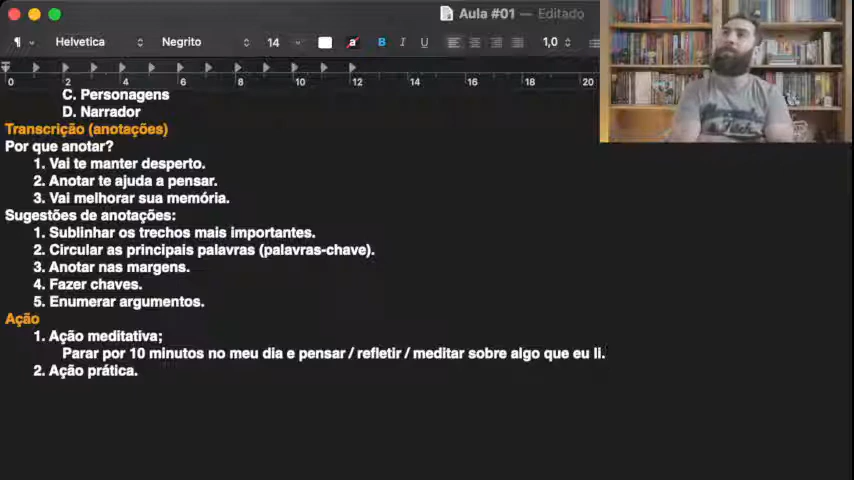 Aula #01 — Editado
¶ Helvetica Negrito 14 a B I U 1,0
0 2 4 6 8 10 12 14 16 18 20
C. Personagens
D. Narrador
Transcrição (anotações)
Por que anotar?
1. Vai te manter desperto.
2. Anotar te ajuda a pensar.
3. Vai melhorar sua memória.
Sugestões de anotações:
1. Sublinhar os trechos mais importantes.
2. Circular as principais palavras (palavras-chave).
3. Anotar nas margens.
4. Fazer chaves.
5. Enumerar argumentos.
Ação
1. Ação meditativa;
Parar por 10 minutos no meu dia e pensar / refletir / meditar sobre algo que eu li.
2. Ação prática.